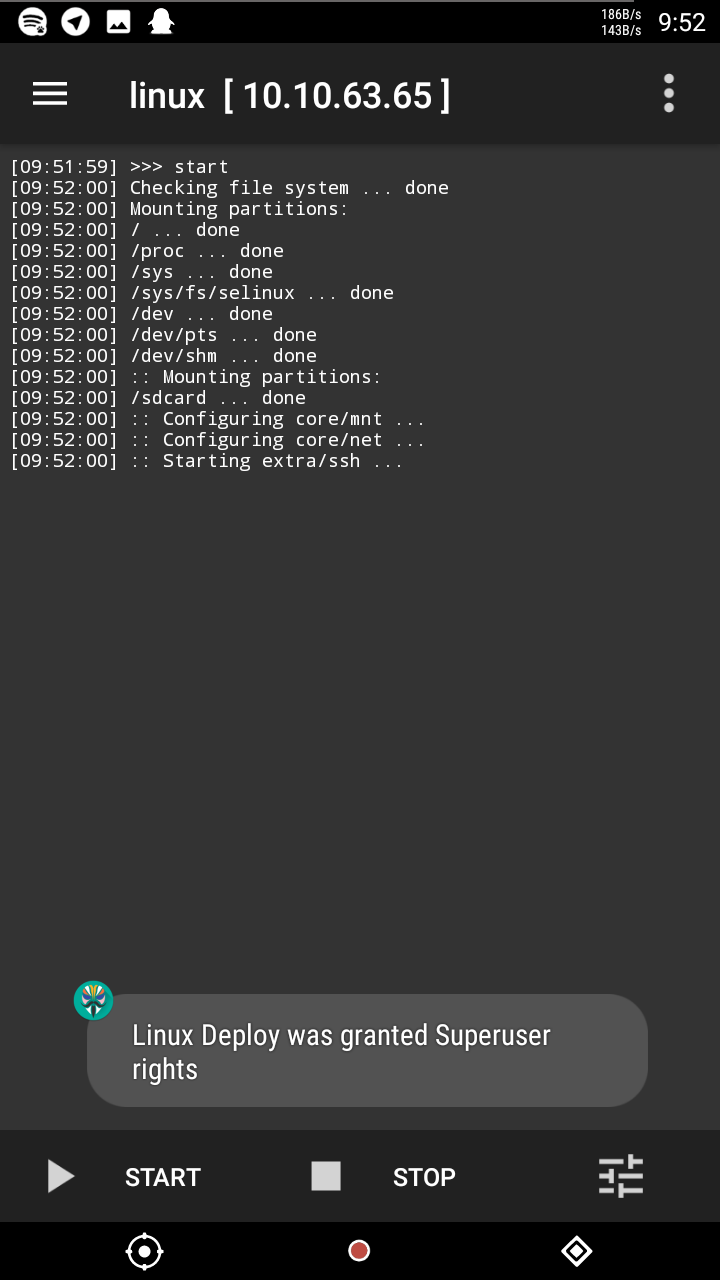 186B/s
143B/s
9:52
linux [ 10.10.63.65 ]
[09:51:59] >>> start
[09:52:00] Checking file system ... done
[09:52:00] Mounting partitions:
[09:52:00] / ... done
[09:52:00] /proc ... done
[09:52:00] /sys ... done
[09:52:00] /sys/fs/selinux ... done
[09:52:00] /dev ... done
[09:52:00] /dev/pts ... done
[09:52:00] /dev/shm ... done
[09:52:00] :: Mounting partitions:
[09:52:00] /sdcard ... done
[09:52:00] :: Configuring core/mnt ...
[09:52:00] :: Configuring core/net ...
[09:52:00] :: Starting extra/ssh ...
Linux Deploy was granted Superuser
rights
START
STOP